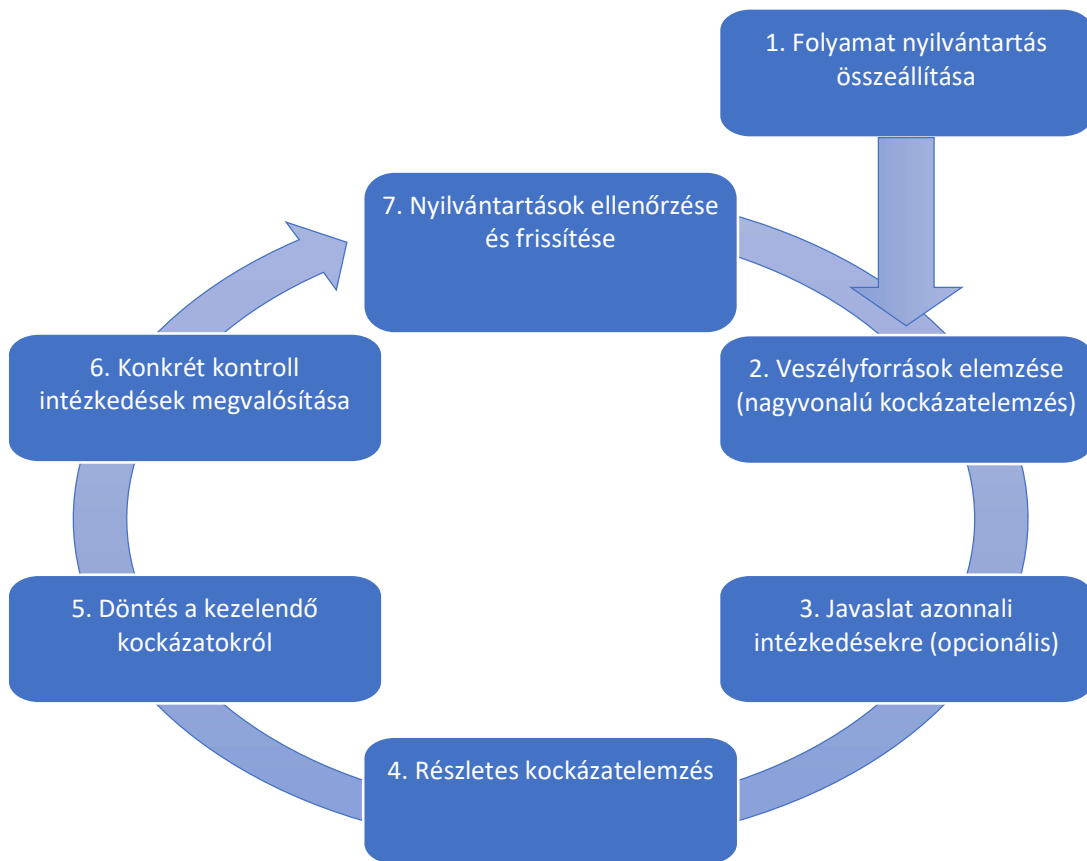 1. Folyamat nyilvántartás
összeállítása
2. Veszélyforrások elemzése
(nagyvonalú kockázatelemzés)
3. Javaslat azonnali
intézkedésekre (opcionális)
4. Részletes kockázatelemzés
5. Döntés a kezelendő
kockázatokról
6. Konkrét kontroll
intézkedések megvalósítása
7. Nyilvántartások ellenőrzése
és frissítése